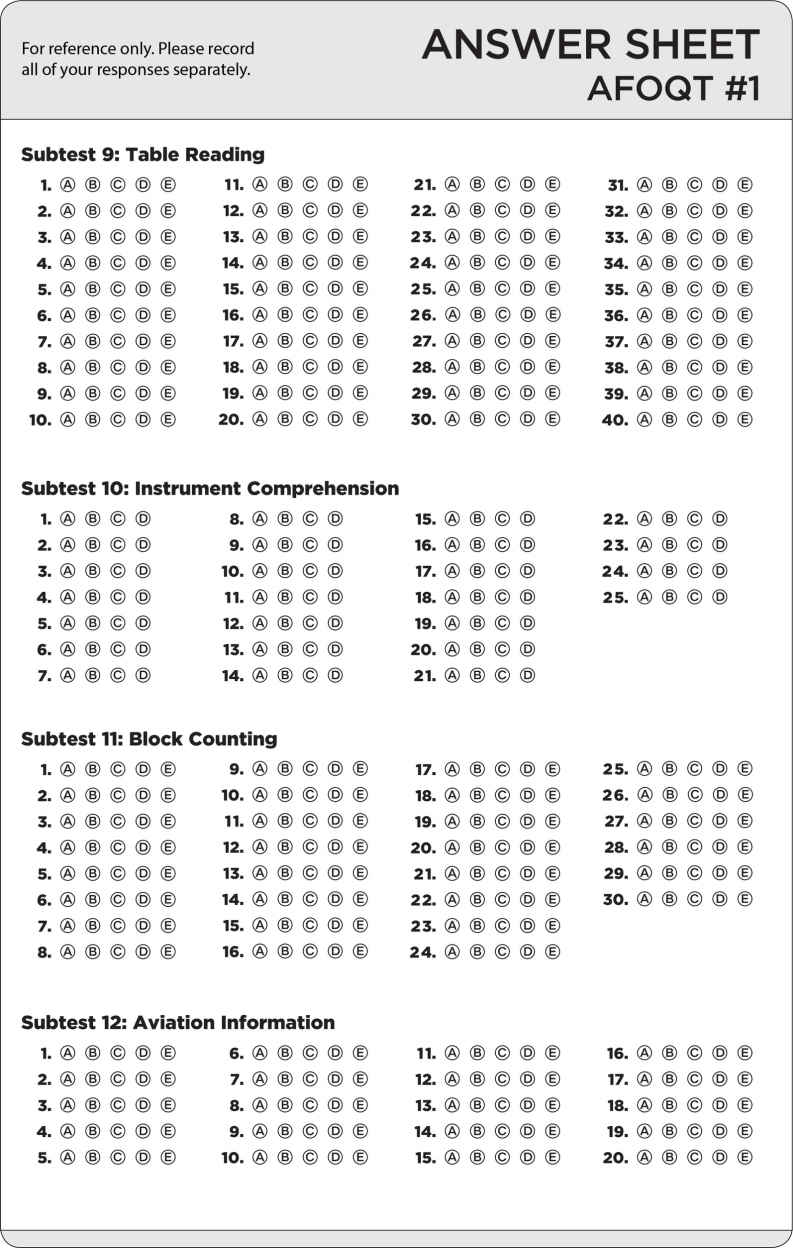 For reference only. Please record
all of your responses separately.
ANSWER SHEET
AFOQT #1
Subtest 9: Table Reading
1. Ⓐ Ⓑ Ⓒ Ⓓ Ⓔ 11. Ⓐ Ⓑ Ⓒ Ⓓ Ⓔ 21. Ⓐ Ⓑ Ⓒ Ⓓ Ⓔ 31. Ⓐ Ⓑ Ⓒ Ⓓ Ⓔ
2. Ⓐ Ⓑ Ⓒ Ⓓ Ⓔ 12. Ⓐ Ⓑ Ⓒ Ⓓ Ⓔ 22. Ⓐ Ⓑ Ⓒ Ⓓ Ⓔ 32. Ⓐ Ⓑ Ⓒ Ⓓ Ⓔ
3. Ⓐ Ⓑ Ⓒ Ⓓ Ⓔ 13. Ⓐ Ⓑ Ⓒ Ⓓ Ⓔ 23. Ⓐ Ⓑ Ⓒ Ⓓ Ⓔ 33. Ⓐ Ⓑ Ⓒ Ⓓ Ⓔ
4. Ⓐ Ⓑ Ⓒ Ⓓ Ⓔ 14. Ⓐ Ⓑ Ⓒ Ⓓ Ⓔ 24. Ⓐ Ⓑ Ⓒ Ⓓ Ⓔ 34. Ⓐ Ⓑ Ⓒ Ⓓ Ⓔ
5. Ⓐ Ⓑ Ⓒ Ⓓ Ⓔ 15. Ⓐ Ⓑ Ⓒ Ⓓ Ⓔ 25. Ⓐ Ⓑ Ⓒ Ⓓ Ⓔ 35. Ⓐ Ⓑ Ⓒ Ⓓ Ⓔ
6. Ⓐ Ⓑ Ⓒ Ⓓ Ⓔ 16. Ⓐ Ⓑ Ⓒ Ⓓ Ⓔ 26. Ⓐ Ⓑ Ⓒ Ⓓ Ⓔ 36. Ⓐ Ⓑ Ⓒ Ⓓ Ⓔ
7. Ⓐ Ⓑ Ⓒ Ⓓ Ⓔ 17. Ⓐ Ⓑ Ⓒ Ⓓ Ⓔ 27. Ⓐ Ⓑ Ⓒ Ⓓ Ⓔ 37. Ⓐ Ⓑ Ⓒ Ⓓ Ⓔ
8. Ⓐ Ⓑ Ⓒ Ⓓ Ⓔ 18. Ⓐ Ⓑ Ⓒ Ⓓ Ⓔ 28. Ⓐ Ⓑ Ⓒ Ⓓ Ⓔ 38. Ⓐ Ⓑ Ⓒ Ⓓ Ⓔ
9. Ⓐ Ⓑ Ⓒ Ⓓ Ⓔ 19. Ⓐ Ⓑ Ⓒ Ⓓ Ⓔ 29. Ⓐ Ⓑ Ⓒ Ⓓ Ⓔ 39. Ⓐ Ⓑ Ⓒ Ⓓ Ⓔ
10. Ⓐ Ⓑ Ⓒ Ⓓ Ⓔ 20. Ⓐ Ⓑ Ⓒ Ⓓ Ⓔ 30. Ⓐ Ⓑ Ⓒ Ⓓ Ⓔ 40. Ⓐ Ⓑ Ⓒ Ⓓ Ⓔ
Subtest 10: Instrument Comprehension
1. Ⓐ Ⓑ Ⓒ Ⓓ 8. Ⓐ Ⓑ Ⓒ Ⓓ 15. Ⓐ Ⓑ Ⓒ Ⓓ 22. Ⓐ Ⓑ Ⓒ Ⓓ
2. Ⓐ Ⓑ Ⓒ Ⓓ 9. Ⓐ Ⓑ Ⓒ Ⓓ 16. Ⓐ Ⓑ Ⓒ Ⓓ 23. Ⓐ Ⓑ Ⓒ Ⓓ
3. Ⓐ Ⓑ Ⓒ Ⓓ 10. Ⓐ Ⓑ Ⓒ Ⓓ 17. Ⓐ Ⓑ Ⓒ Ⓓ 24. Ⓐ Ⓑ Ⓒ Ⓓ
4. Ⓐ Ⓑ Ⓒ Ⓓ 11. Ⓐ Ⓑ Ⓒ Ⓓ 18. Ⓐ Ⓑ Ⓒ Ⓓ 25. Ⓐ Ⓑ Ⓒ Ⓓ
5. Ⓐ Ⓑ Ⓒ Ⓓ 12. Ⓐ Ⓑ Ⓒ Ⓓ 19. Ⓐ Ⓑ Ⓒ Ⓓ
6. Ⓐ Ⓑ Ⓒ Ⓓ 13. Ⓐ Ⓑ Ⓒ Ⓓ 20. Ⓐ Ⓑ Ⓒ Ⓓ
7. Ⓐ Ⓑ Ⓒ Ⓓ 14. Ⓐ Ⓑ Ⓒ Ⓓ 21. Ⓐ Ⓑ Ⓒ Ⓓ
Subtest 11: Block Counting
1. Ⓐ Ⓑ Ⓒ Ⓓ Ⓔ 9. Ⓐ Ⓑ Ⓒ Ⓓ Ⓔ 17. Ⓐ Ⓑ Ⓒ Ⓓ Ⓔ 25. Ⓐ Ⓑ Ⓒ Ⓓ Ⓔ
2. Ⓐ Ⓑ Ⓒ Ⓓ Ⓔ 10. Ⓐ Ⓑ Ⓒ Ⓓ Ⓔ 18. Ⓐ Ⓑ Ⓒ Ⓓ Ⓔ 26. Ⓐ Ⓑ Ⓒ Ⓓ Ⓔ
3. Ⓐ Ⓑ Ⓒ Ⓓ Ⓔ 11. Ⓐ Ⓑ Ⓒ Ⓓ Ⓔ 19. Ⓐ Ⓑ Ⓒ Ⓓ Ⓔ 27. Ⓐ Ⓑ Ⓒ Ⓓ Ⓔ
4. Ⓐ Ⓑ Ⓒ Ⓓ Ⓔ 12. Ⓐ Ⓑ Ⓒ Ⓓ Ⓔ 20. Ⓐ Ⓑ Ⓒ Ⓓ Ⓔ 28. Ⓐ Ⓑ Ⓒ Ⓓ Ⓔ
5. Ⓐ Ⓑ Ⓒ Ⓓ Ⓔ 13. Ⓐ Ⓑ Ⓒ Ⓓ Ⓔ 21. Ⓐ Ⓑ Ⓒ Ⓓ Ⓔ 29. Ⓐ Ⓑ Ⓒ Ⓓ Ⓔ
6. Ⓐ Ⓑ Ⓒ Ⓓ Ⓔ 14. Ⓐ Ⓑ Ⓒ Ⓓ Ⓔ 22. Ⓐ Ⓑ Ⓒ Ⓓ Ⓔ 30. Ⓐ Ⓑ Ⓒ Ⓓ Ⓔ
7. Ⓐ Ⓑ Ⓒ Ⓓ Ⓔ 15. Ⓐ Ⓑ Ⓒ Ⓓ Ⓔ 23. Ⓐ Ⓑ Ⓒ Ⓓ Ⓔ
8. Ⓐ Ⓑ Ⓒ Ⓓ Ⓔ 16. Ⓐ Ⓑ Ⓒ Ⓓ Ⓔ 24. Ⓐ Ⓑ Ⓒ Ⓓ Ⓔ
Subtest 12: Aviation Information
1. Ⓐ Ⓑ Ⓒ Ⓓ Ⓔ 6. Ⓐ Ⓑ Ⓒ Ⓓ Ⓔ 11. Ⓐ Ⓑ Ⓒ Ⓓ Ⓔ 16. Ⓐ Ⓑ Ⓒ Ⓓ Ⓔ
2. Ⓐ Ⓑ Ⓒ Ⓓ Ⓔ 7. Ⓐ Ⓑ Ⓒ Ⓓ Ⓔ 12. Ⓐ Ⓑ Ⓒ Ⓓ Ⓔ 17. Ⓐ Ⓑ Ⓒ Ⓓ Ⓔ
3. Ⓐ Ⓑ Ⓒ Ⓓ Ⓔ 8. Ⓐ Ⓑ Ⓒ Ⓓ Ⓔ 13. Ⓐ Ⓑ Ⓒ Ⓓ Ⓔ 18. Ⓐ Ⓑ Ⓒ Ⓓ Ⓔ
4. Ⓐ Ⓑ Ⓒ Ⓓ Ⓔ 9. Ⓐ Ⓑ Ⓒ Ⓓ Ⓔ 14. Ⓐ Ⓑ Ⓒ Ⓓ Ⓔ 19. Ⓐ Ⓑ Ⓒ Ⓓ Ⓔ
5. Ⓐ Ⓑ Ⓒ Ⓓ Ⓔ 10. Ⓐ Ⓑ Ⓒ Ⓓ Ⓔ 15. Ⓐ Ⓑ Ⓒ Ⓓ Ⓔ 20. Ⓐ Ⓑ Ⓒ Ⓓ Ⓔ